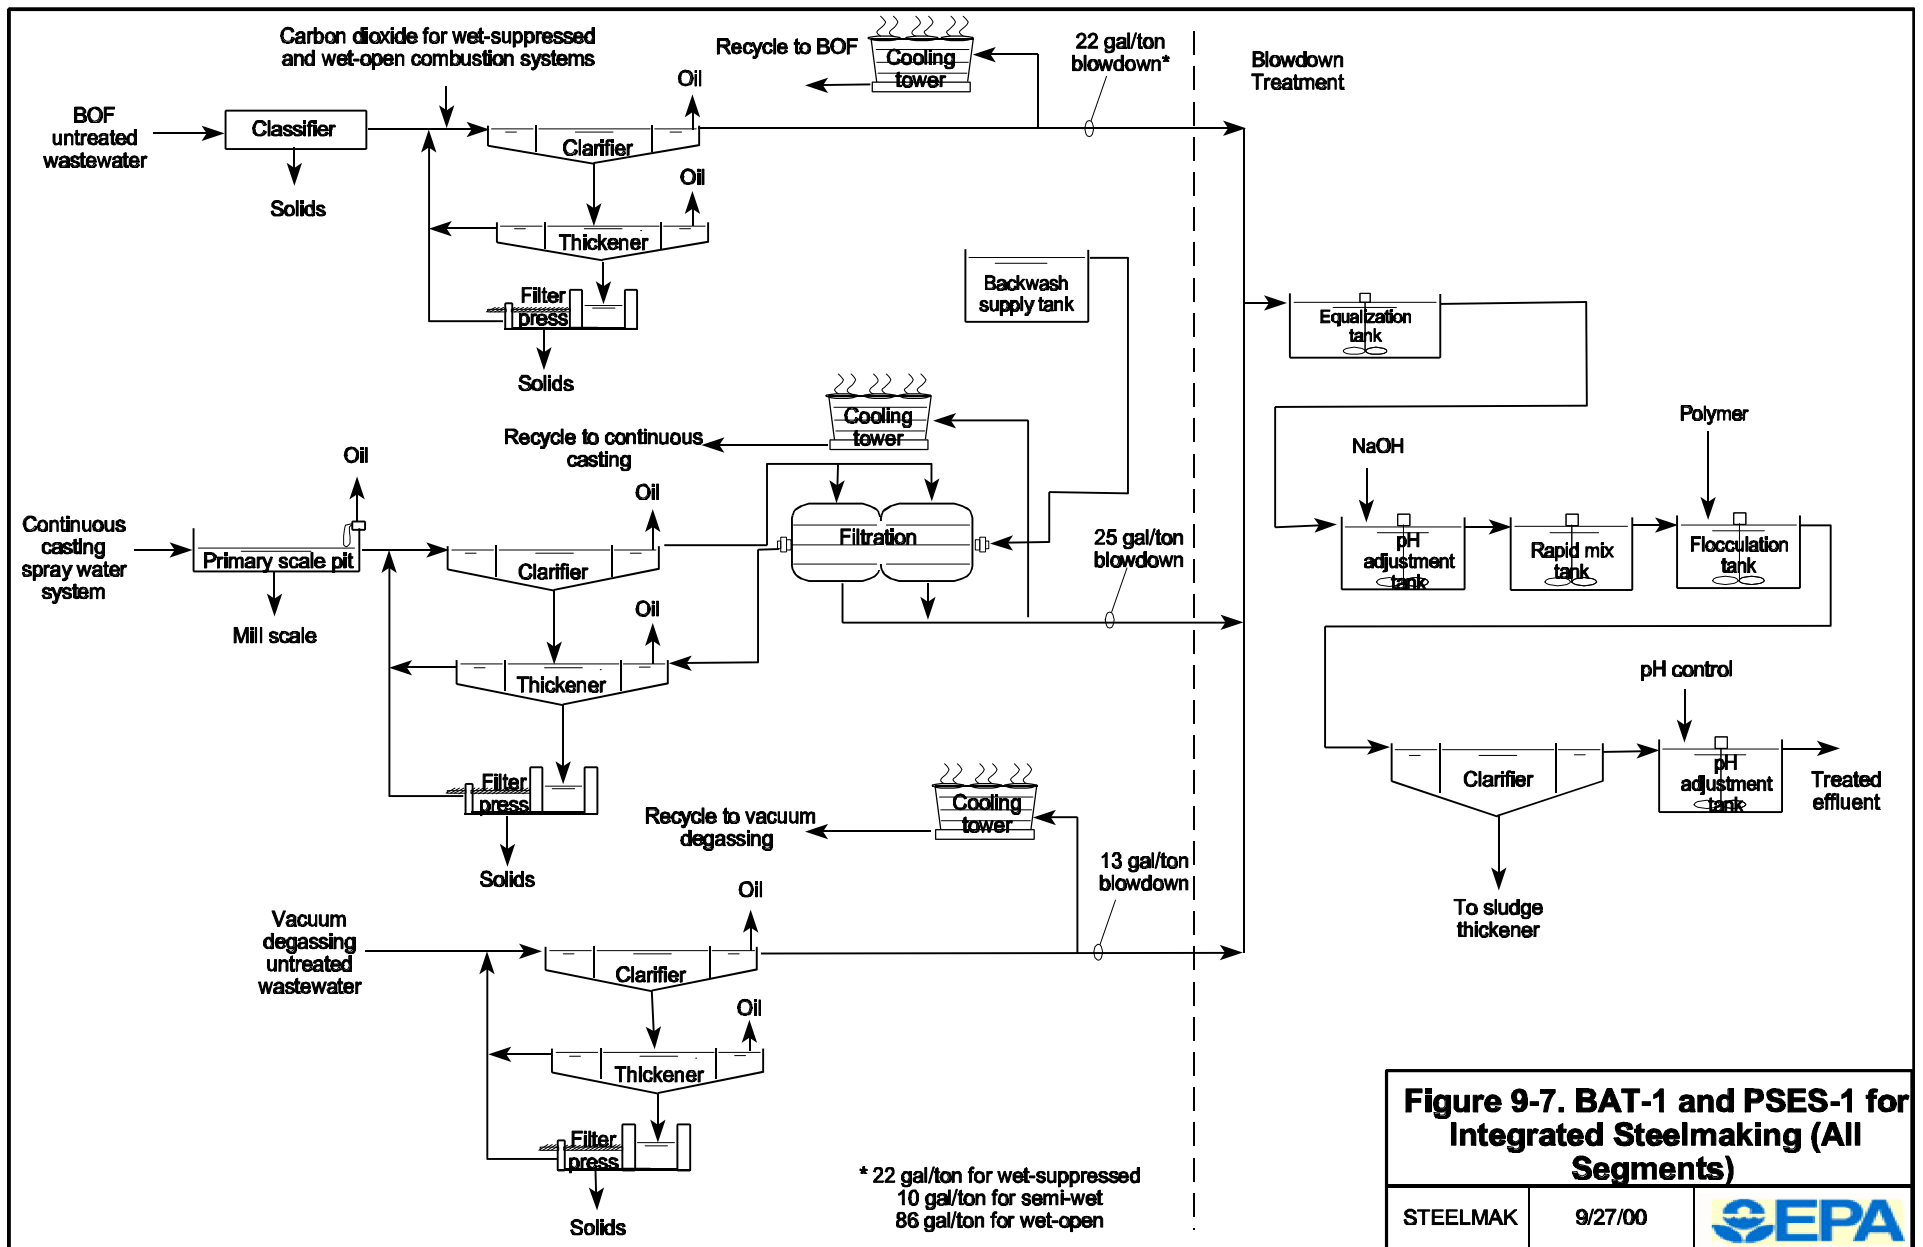 Carbon dioxide for wet-suppressed
and wet-open combustion systems
Recycle to BOF
Cooling
tower
22 gal/ton
blowdown*
Blowdown
Treatment
Oil
BOF
untreated
wastewater
Classifier
Clarifier
Solids
Oil
Thickener
Filter
press
Solids
Backwash
supply tank
Equalization
tank
Cooling
tower
Recycle to continuous
casting
Polymer
NaOH
Oil
Oil
Continuous
casting
spray water
system
Primary scale pit
Clarifier
Filtration
25 gal/ton
blowdown
pH
adjustment
tank
Rapid mix
tank
Flocculation
tank
Mill scale
Oil
Thickener
Filter
press
Solids
pH control
Clarifier
pH
adjustment
tank
Treated
effluent
To sludge
thickener
Cooling
tower
Recycle to vacuum
degassing
13 gal/ton
blowdown
Oil
Vacuum
degassing
untreated
wastewater
Clarifier
Oil
Thickener
Filter
press
Solids
* 22 gal/ton for wet-suppressed
10 gal/ton for semi-wet
86 gal/ton for wet-open
Figure 9-7. BAT-1 and PSES-1 for
Integrated Steelmaking (All
Segments)
STEELMAK
9/27/00
EPA